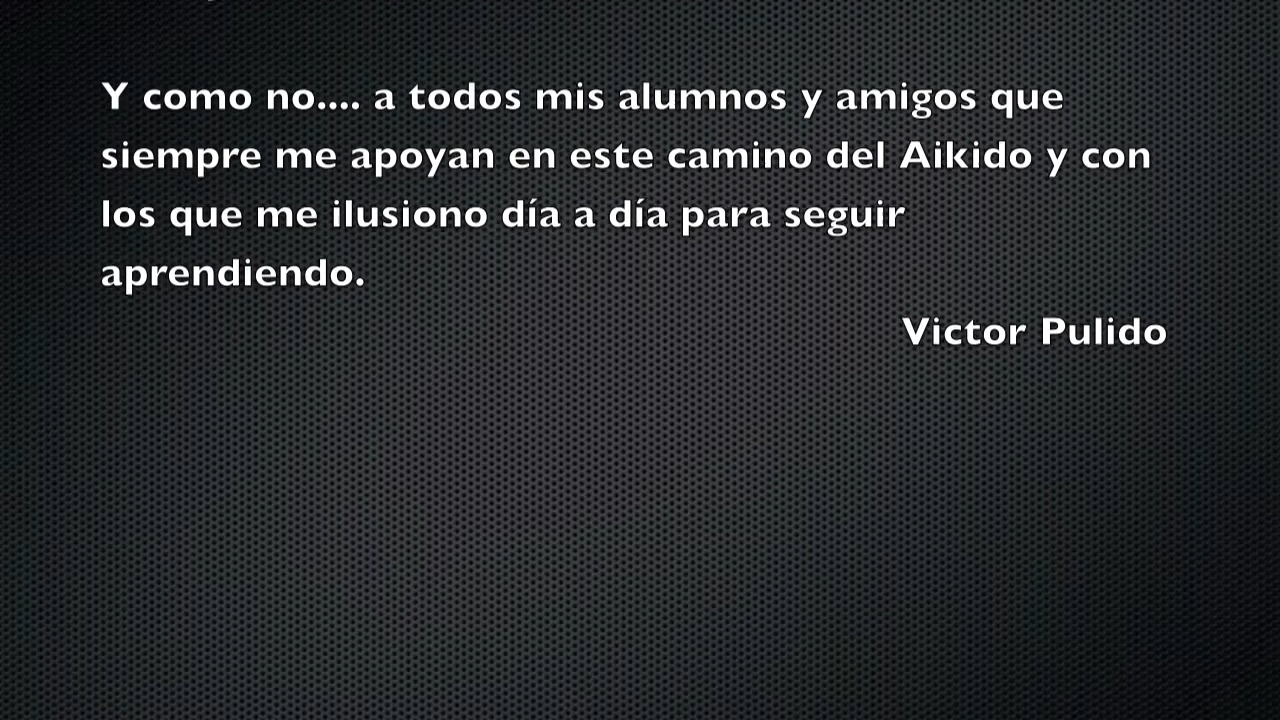 Y como no.... a todos mis alumnos y amigos que
siempre me apoyan en este camino del Aikido y con
los que me ilusiono día a día para seguir
aprendiendo.
Victor Pulido